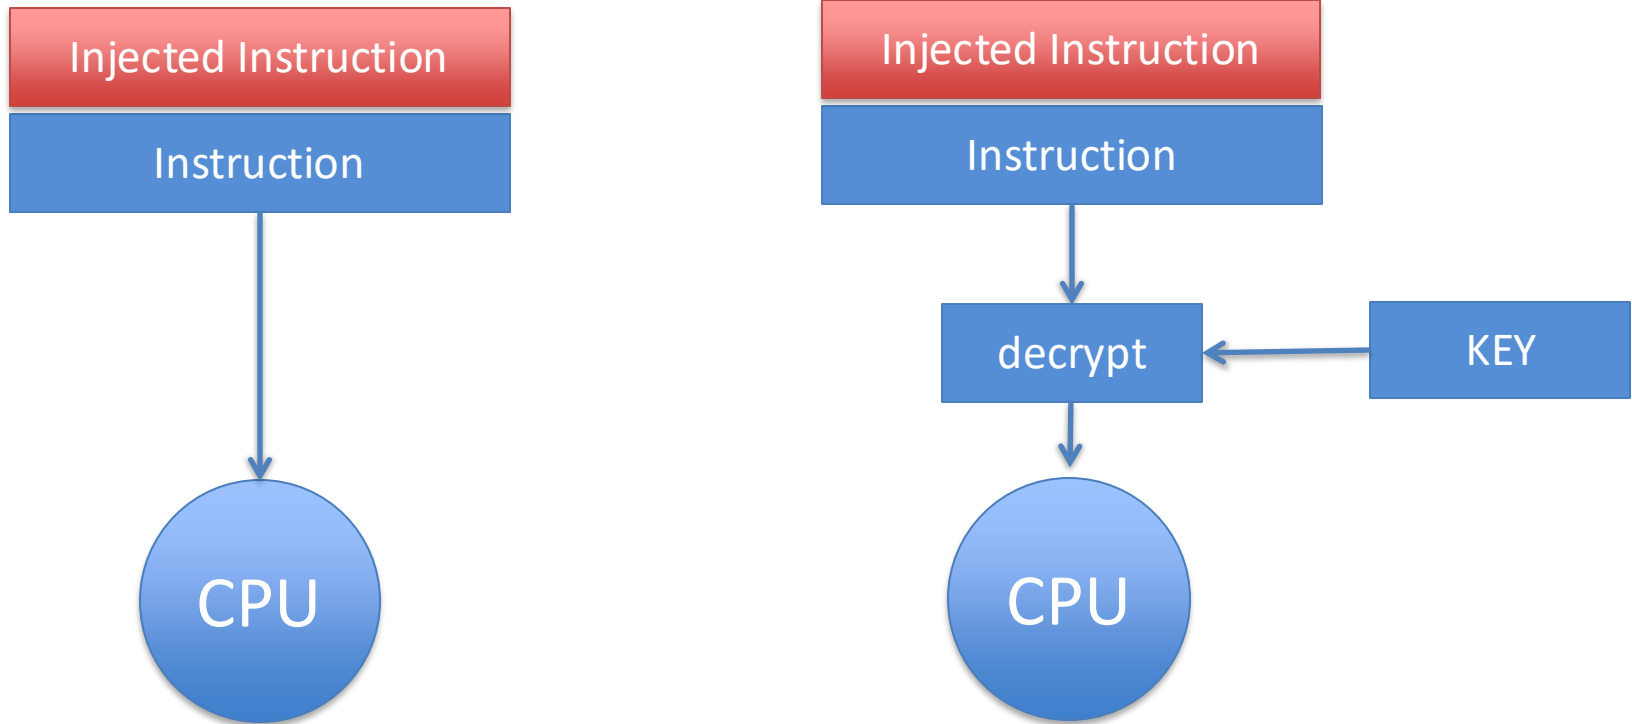 Injected Instruction
Instruction
CPU
Injected Instruction
Instruction
decrypt
KEY
CPU